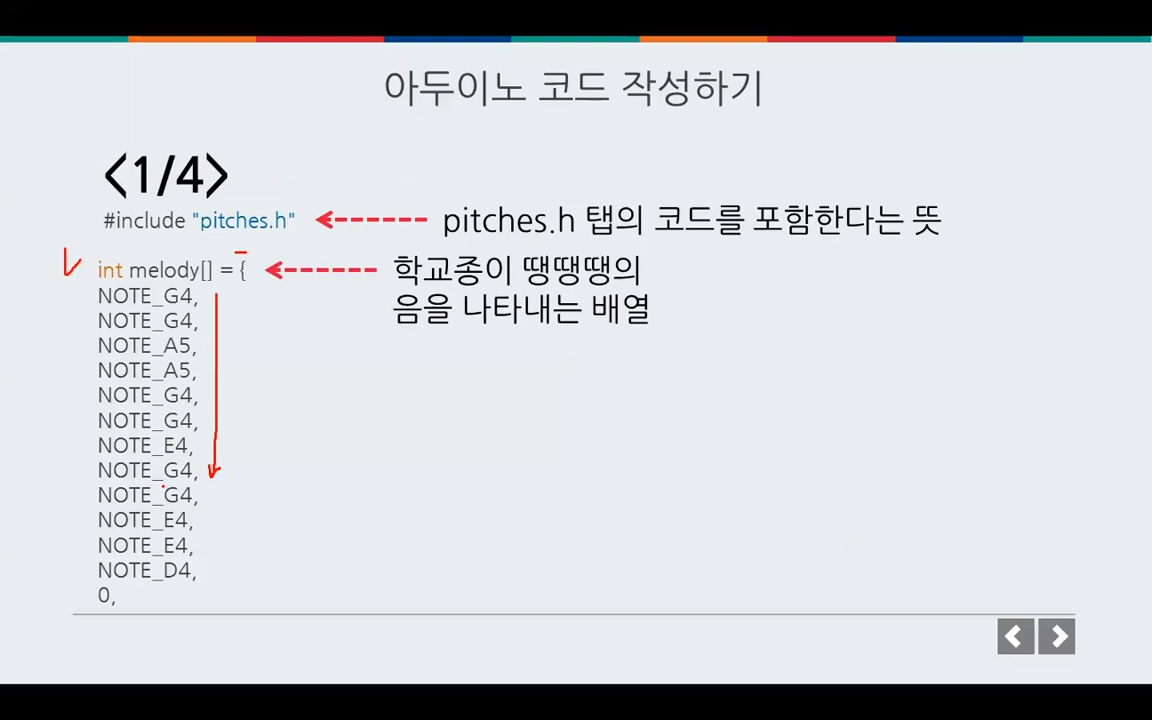 아두이노 코드 작성하기
<1/4>
#include "pitches.h"
pitches.h 탭의 코드를 포함한다는 뜻
int melody[] = {
학교종이 땡땡땡의
음을 나타내는 배열
NOTE_G4,
NOTE_G4,
NOTE_A5,
NOTE_A5,
NOTE_G4,
NOTE_G4,
NOTE_E4,
NOTE_G4,
NOTE_G4,
NOTE_E4,
NOTE_E4,
NOTE_D4,
0,